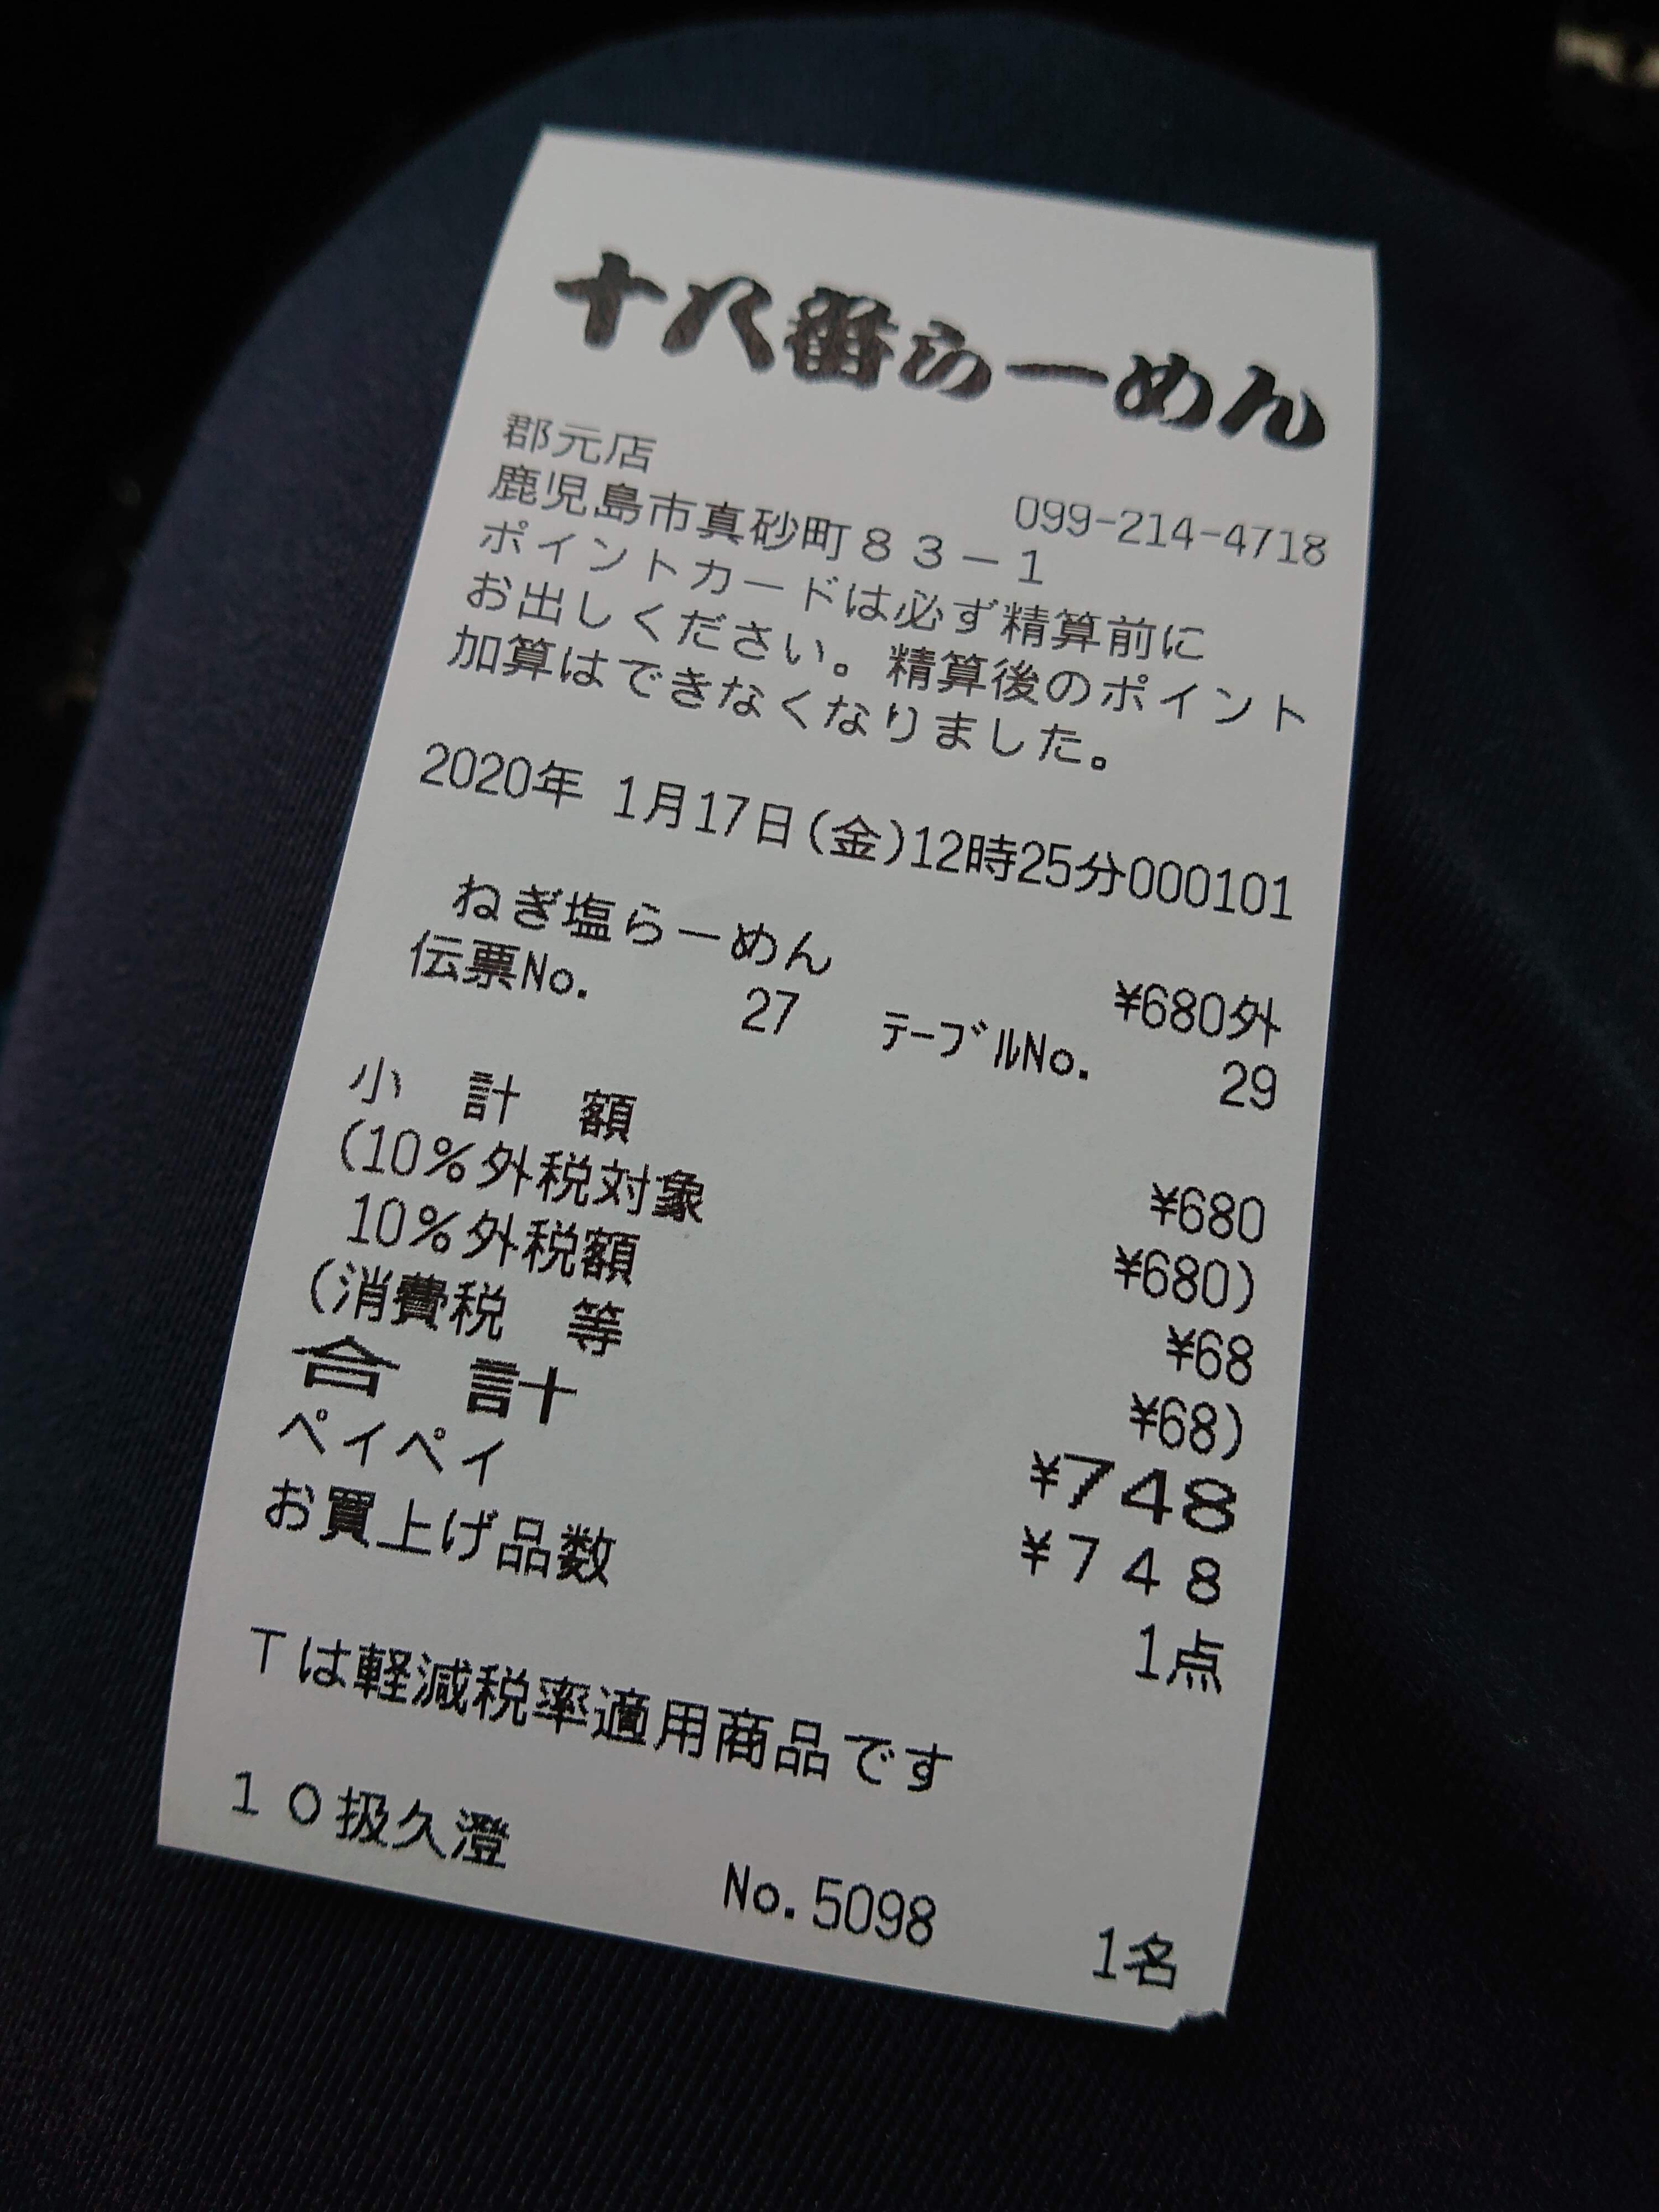 十八番らーめん
郡元店
099-214-4718
鹿児島市真砂町83-1
ポイントカードは必ず精算前に
お出しください。精算後のポイント
加算はできなくなりました。
2020年 1月17日(金)12時25分000101
ねぎ塩らーめん ¥680外
伝票No. 27 テーブルNo. 29
小 計 額 ¥680
(10%外税対象 ¥680)
10%外税額 ¥68
(消費税 等 ¥68)
合 計 ¥748
ペイペイ ¥748
お買上げ品数 1点
Tは軽減税率適用商品です
10扱久澄 No.5098 1名